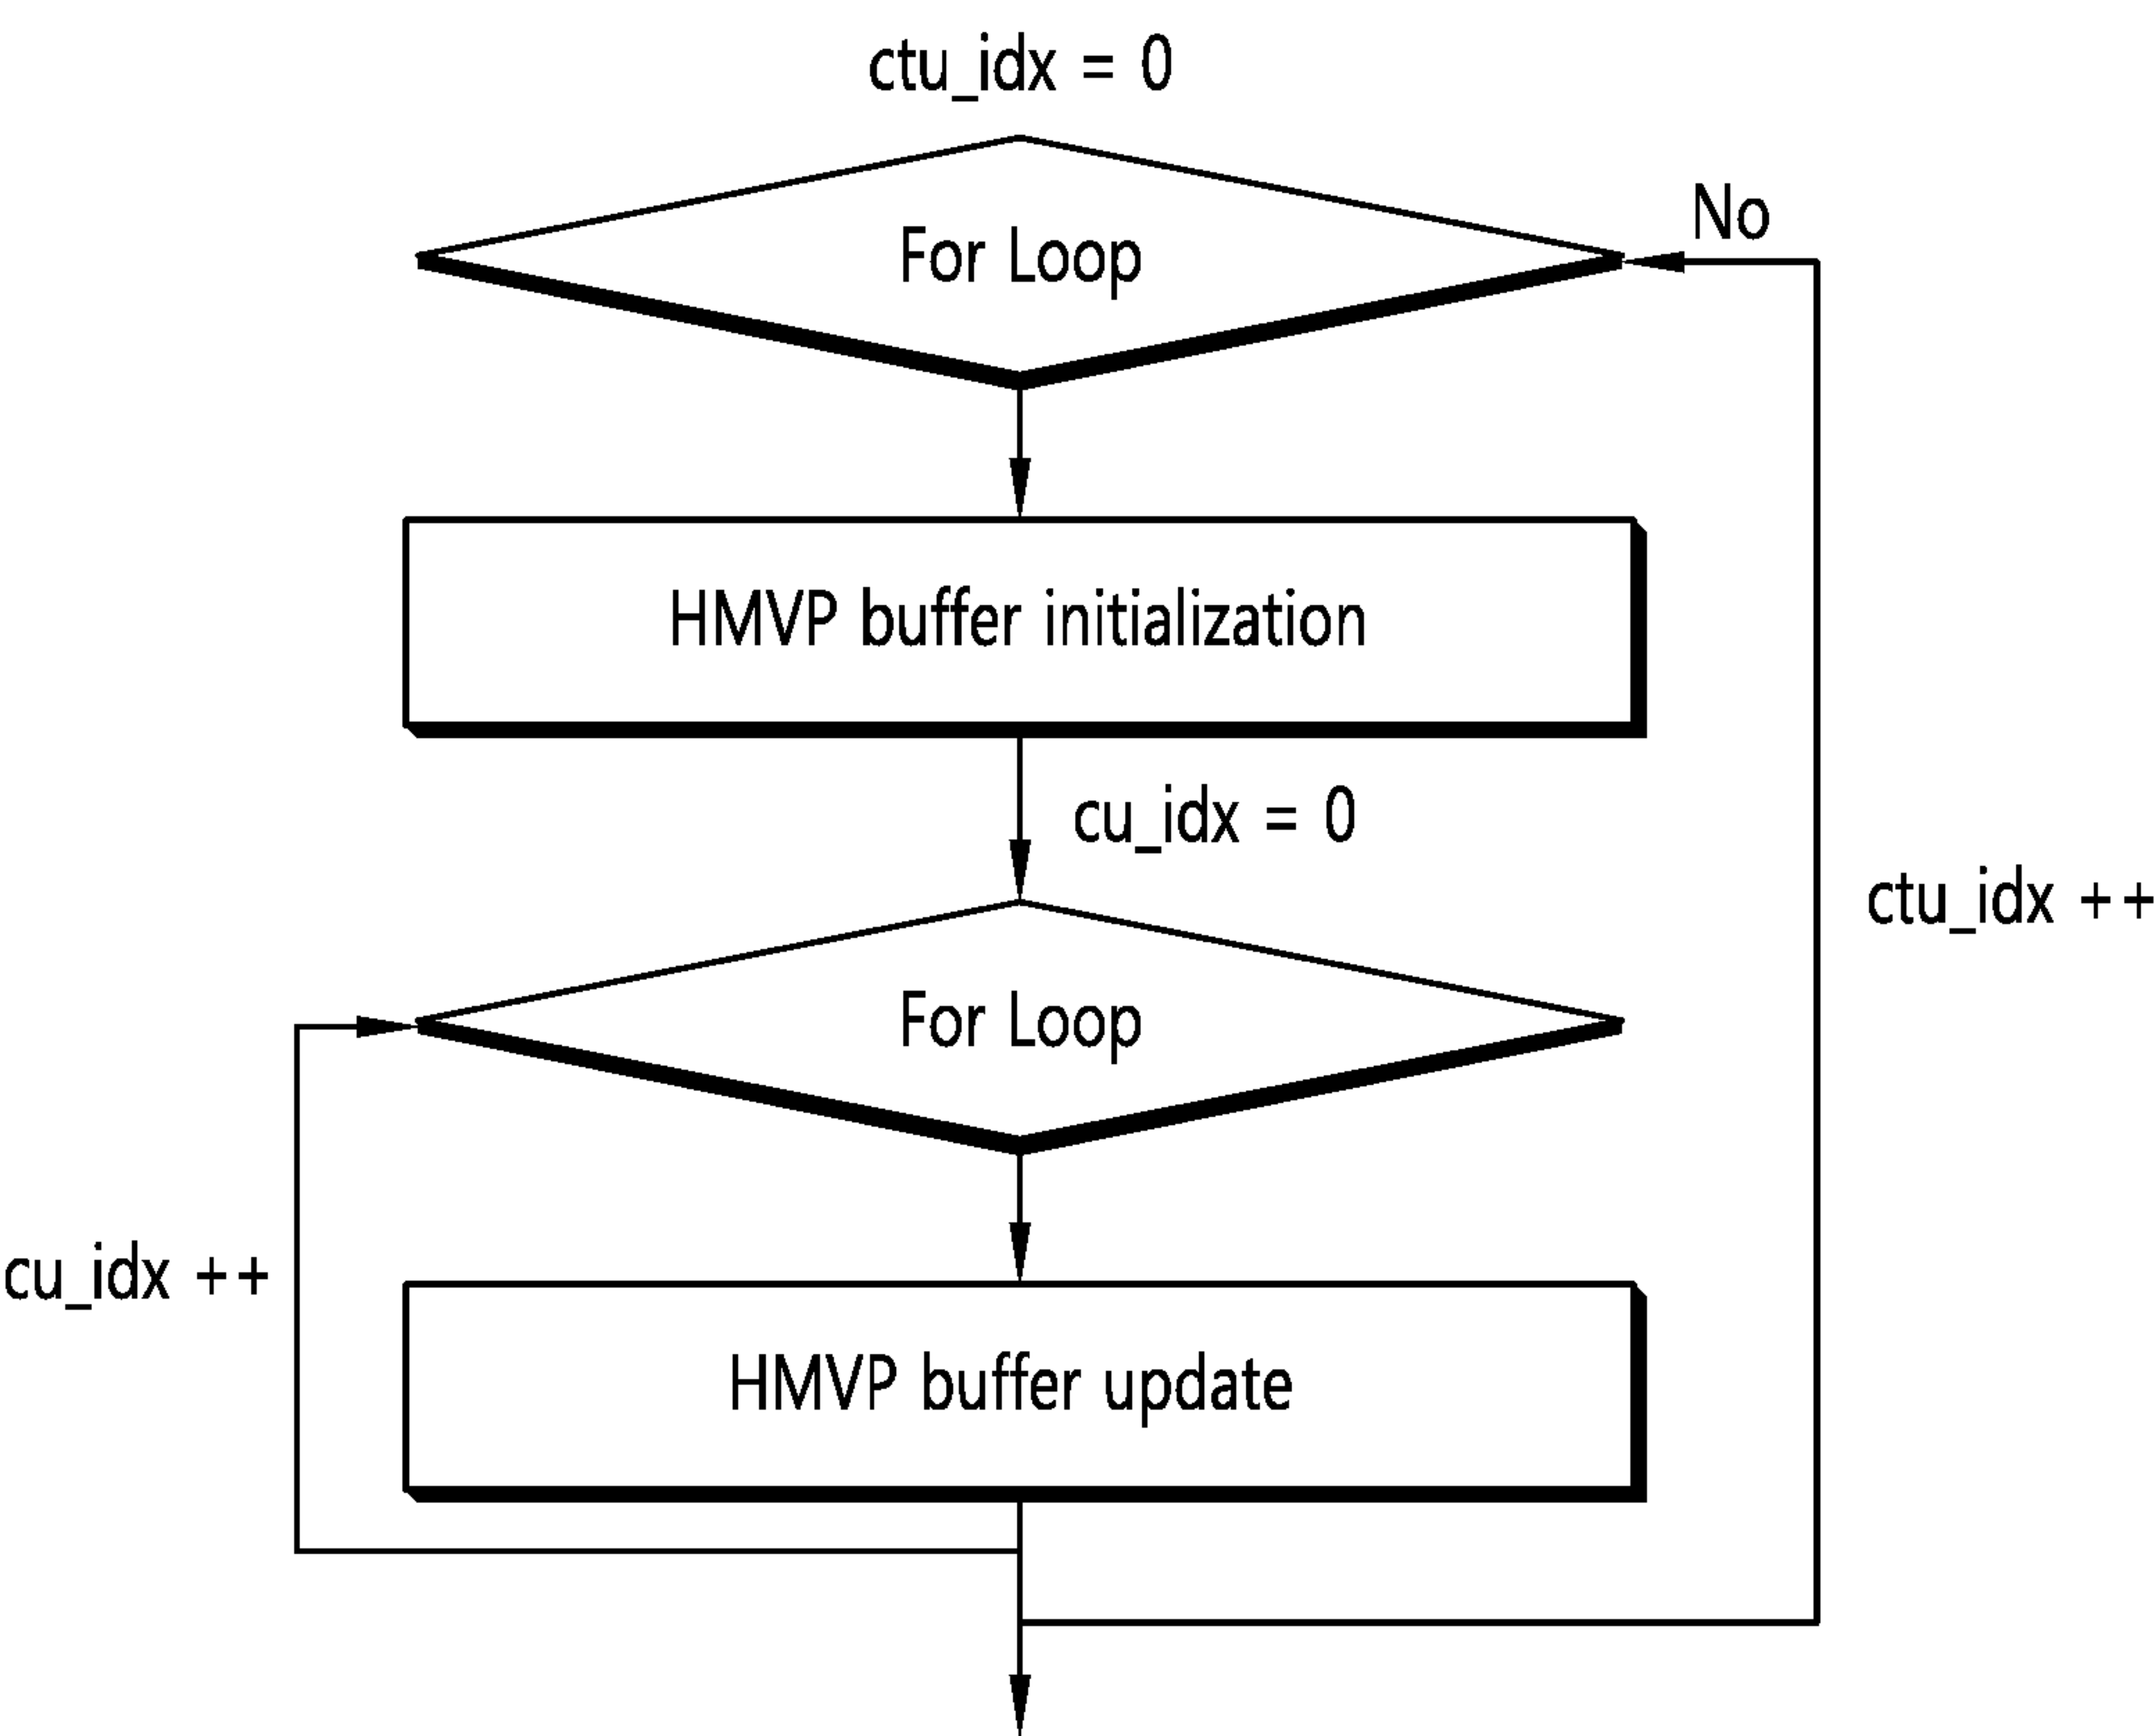 ctu_idx = 0
No
For Loop
HMVP buffer initialization
cu_idx = 0
ctu_idx ++
For Loop
cu_idx ++
HMVP buffer update